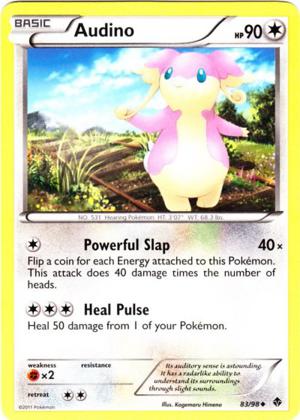 BASIC
Audino
HP 90
NO. 531 Hearing Pokémon HT: 3'07" WT: 68.3 lbs.
Powerful Slap 40×
Flip a coin for each Energy attached to this Pokémon.
This attack does 40 damage times the number of
heads.
Heal Pulse
Heal 50 damage from 1 of your Pokémon.
weakness resistance
×2
retreat
Its auditory sense is astounding.
It has a radarlike ability to
understand its surroundings
through slight sounds.
©2011 Pokémon
Illus. Kagemaru Himeno
83/98